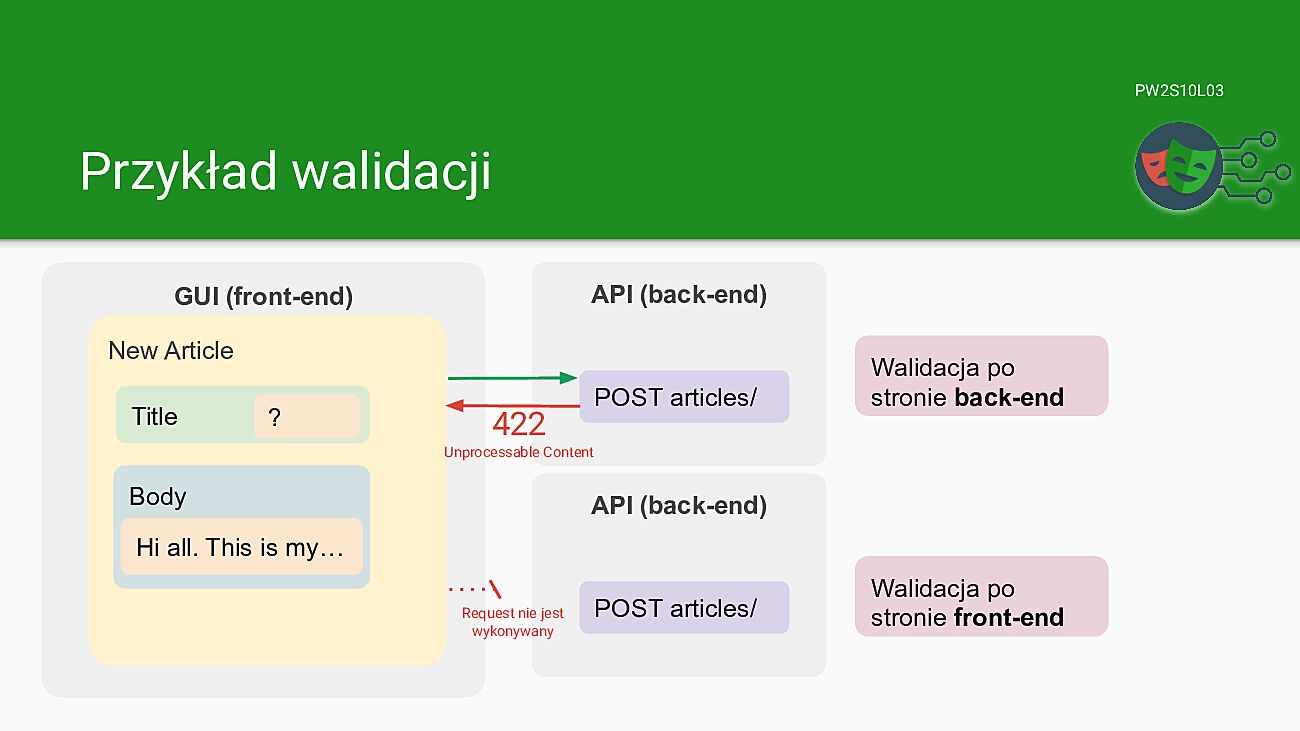 PW2S10L03
Przykład walidacji
GUI (front-end)
New Article
Title
?
Body
Hi all. This is my…
API (back-end)
POST articles/
422
Unprocessable Content
Walidacja po
stronie back-end
API (back-end)
POST articles/
Request nie jest
wykonywany
Walidacja po
stronie front-end